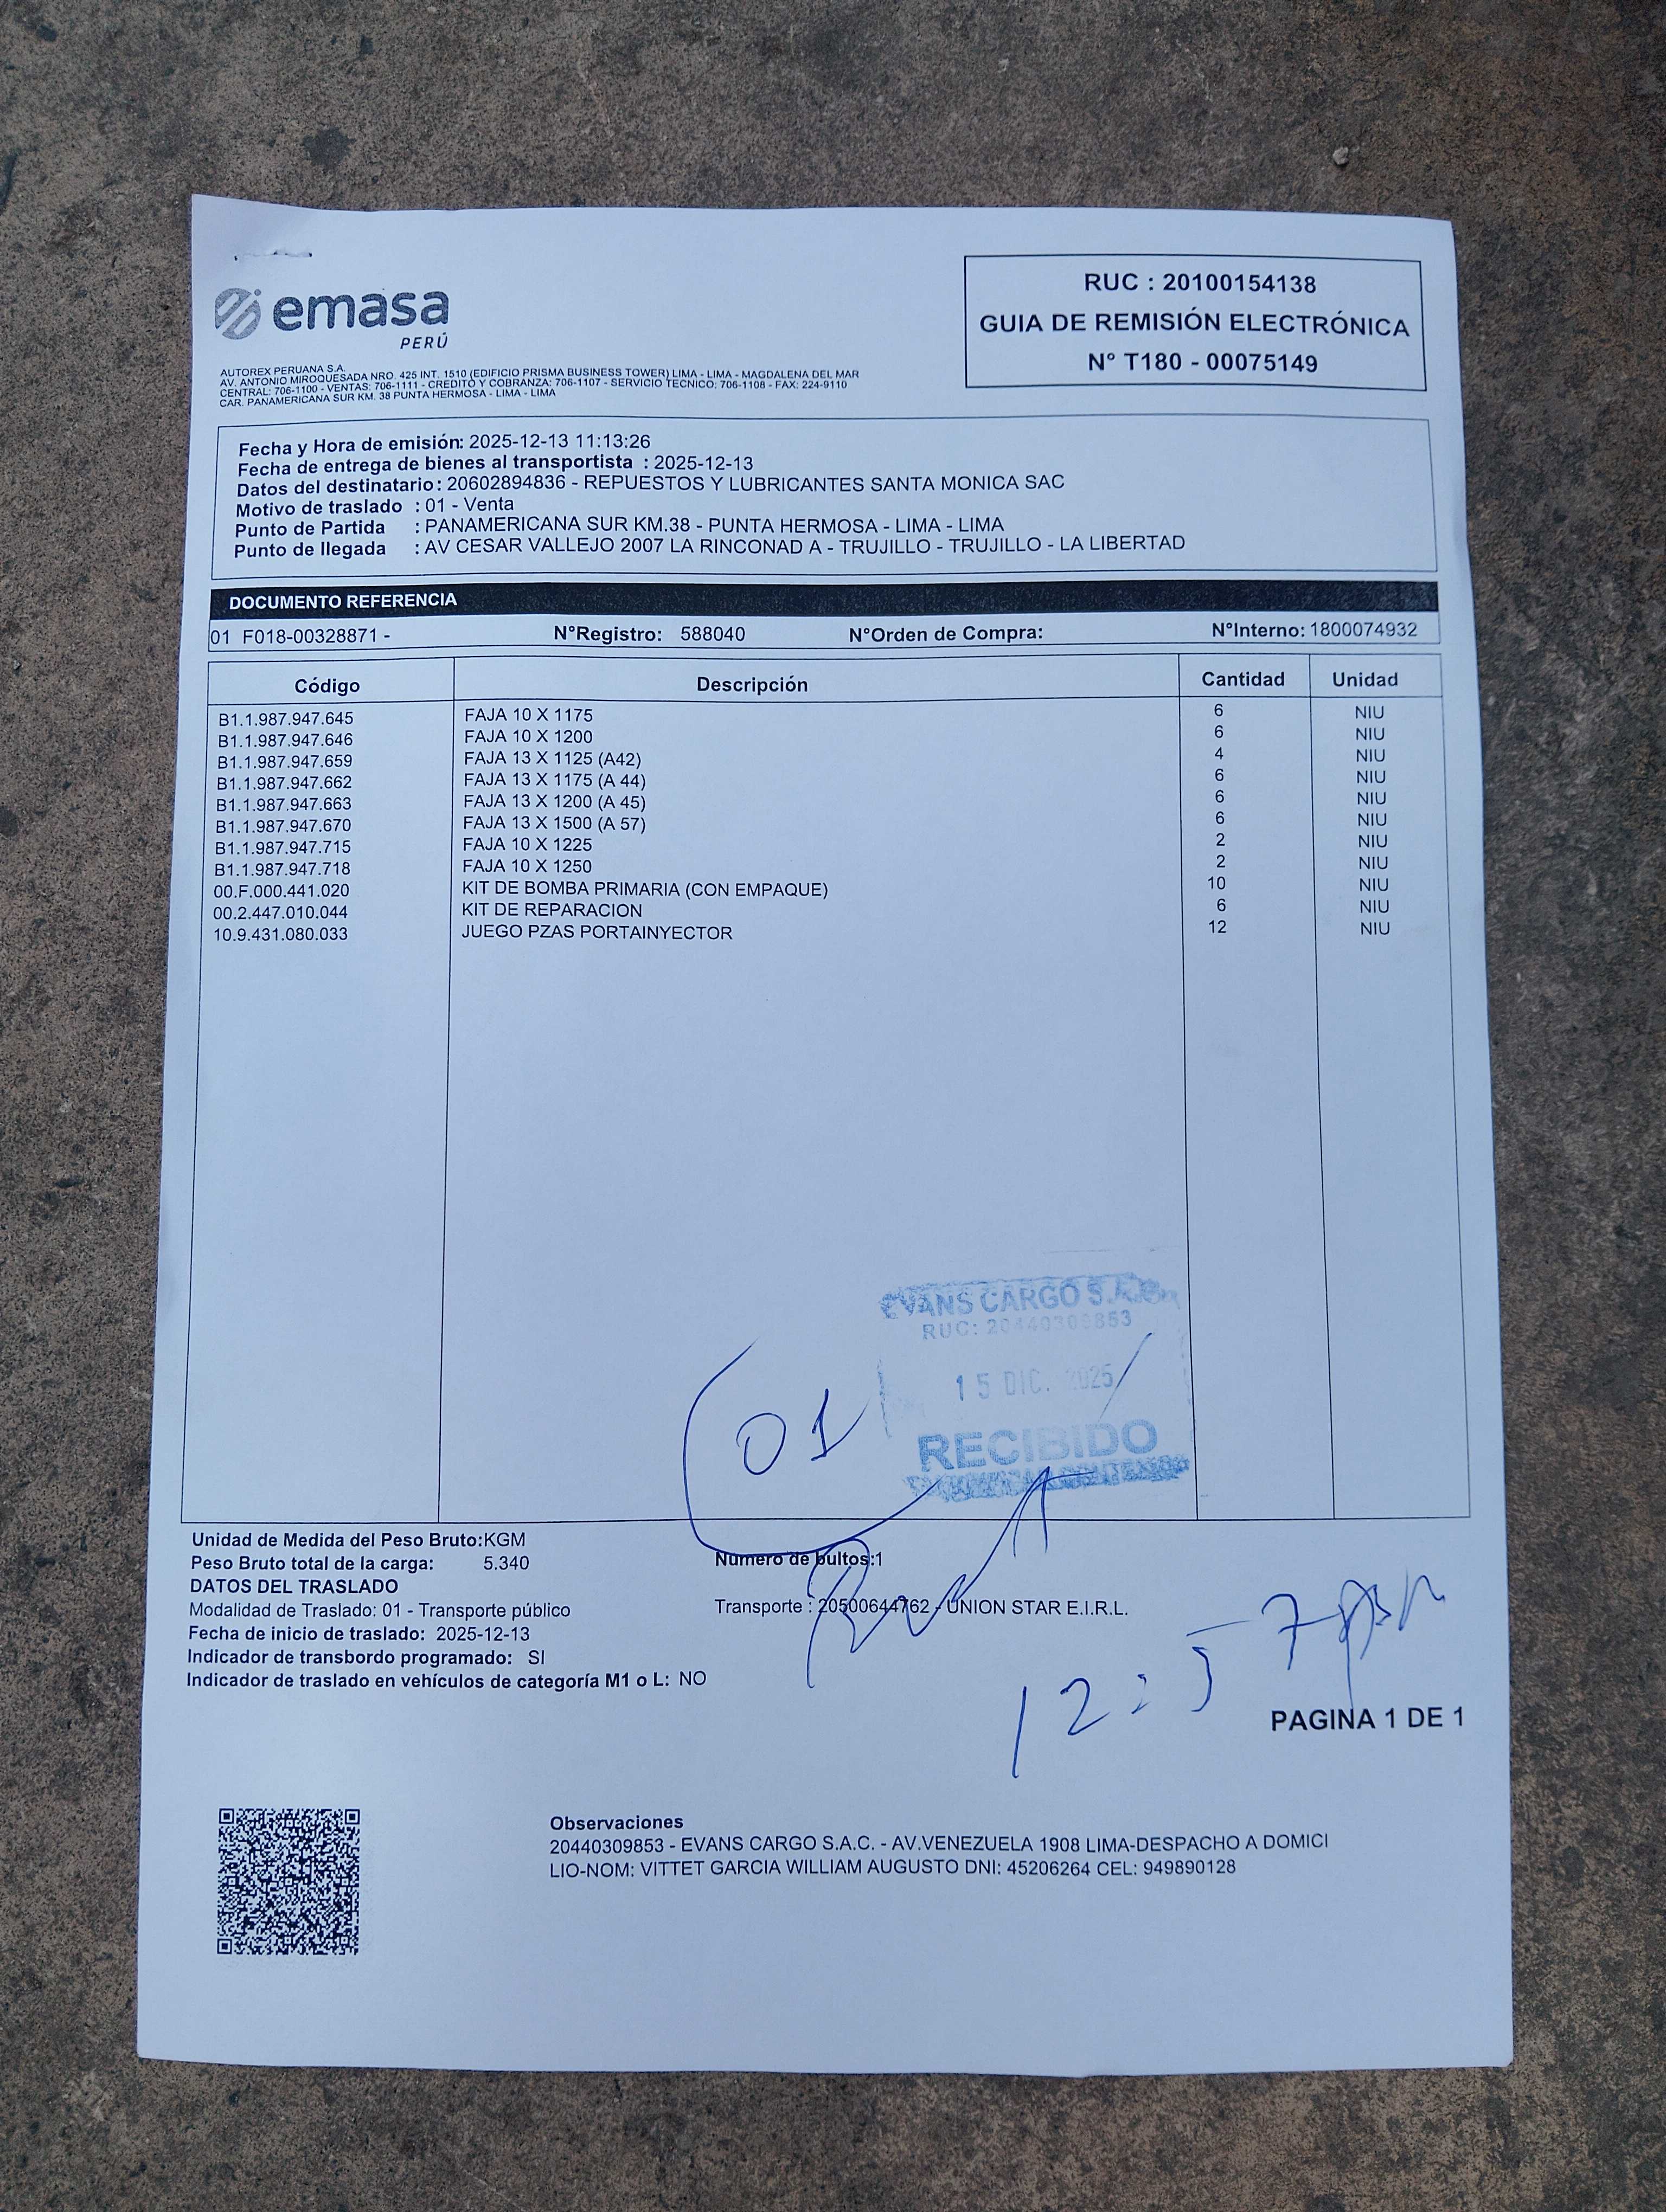 emasa
PERÚ
RUC : 20100154138
GUIA DE REMISIÓN ELECTRÓNICA
N° T180 - 00075149
AUTOREX PERUANA S.A.
AV. ANTONIO MIROQUESADA NRO. 425 INT. 1510 (EDIFICIO PRISMA BUSINESS TOWER) LIMA - LIMA - MAGDALENA DEL MAR
CENTRAL: 706-1100 - VENTAS: 706-1111 - CREDITO Y COBRANZA: 706-1107 - SERVICIO TECNICO: 706-1108 - FAX: 224-9110
CAR. PANAMERICANA SUR KM. 38 PUNTA HERMOSA - LIMA - LIMA
Fecha y Hora de emisión: 2025-12-13 11:13:26
Fecha de entrega de bienes al transportista : 2025-12-13
Datos del destinatario: 20602894836 - REPUESTOS Y LUBRICANTES SANTA MONICA SAC
Motivo de traslado : 01 - Venta
Punto de Partida : PANAMERICANA SUR KM.38 - PUNTA HERMOSA - LIMA - LIMA
Punto de llegada : AV CESAR VALLEJO 2007 LA RINCONAD A - TRUJILLO - TRUJILLO - LA LIBERTAD
DOCUMENTO REFERENCIA
01 F018-00328871 - N°Registro: 588040 N°Orden de Compra: N°Interno: 1800074932
Código Descripción Cantidad Unidad
B1.1.987.947.645 FAJA 10 X 1175 6 NIU
B1.1.987.947.646 FAJA 10 X 1200 6 NIU
B1.1.987.947.659 FAJA 13 X 1125 (A42) 4 NIU
B1.1.987.947.662 FAJA 13 X 1175 (A 44) 6 NIU
B1.1.987.947.663 FAJA 13 X 1200 (A 45) 6 NIU
B1.1.987.947.670 FAJA 13 X 1500 (A 57) 6 NIU
B1.1.987.947.715 FAJA 10 X 1225 2 NIU
B1.1.987.947.718 FAJA 10 X 1250 2 NIU
00.F.000.441.020 KIT DE BOMBA PRIMARIA (CON EMPAQUE) 10 NIU
00.2.447.010.044 KIT DE REPARACION 6 NIU
10.9.431.080.033 JUEGO PZAS PORTAINYECTOR 12 NIU
EVANS CARGO
RUC: 20440309853
15 DIC. 2025
RECIBIDO
01
Unidad de Medida del Peso Bruto:KGM
Peso Bruto total de la carga: 5.340 Numero de bultos:1
DATOS DEL TRASLADO
Modalidad de Traslado: 01 - Transporte público Transporte : 20500644762 - UNION STAR E.I.R.L.
Fecha de inicio de traslado: 2025-12-13
Indicador de transbordo programado: SI
Indicador de traslado en vehículos de categoría M1 o L: NO
12:57 pm
PAGINA 1 DE 1
Observaciones
20440309853 - EVANS CARGO S.A.C. - AV.VENEZUELA 1908 LIMA-DESPACHO A DOMICI
LIO-NOM: VITTET GARCIA WILLIAM AUGUSTO DNI: 45206264 CEL: 949890128